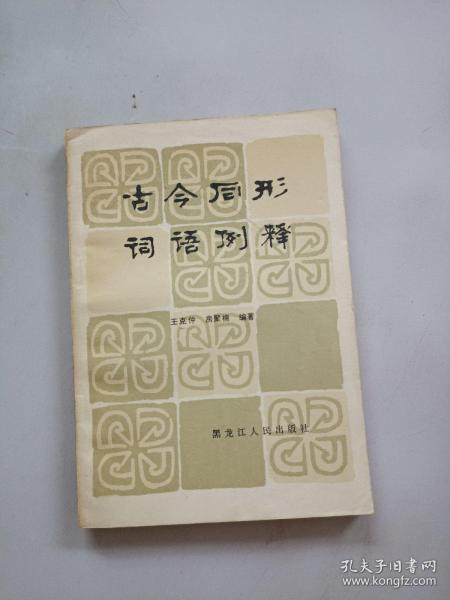 古今同形
词语例释
王克仲 房聚棉 编著
黑龙江人民出版社
孔夫子旧书网
www.kongfz.com